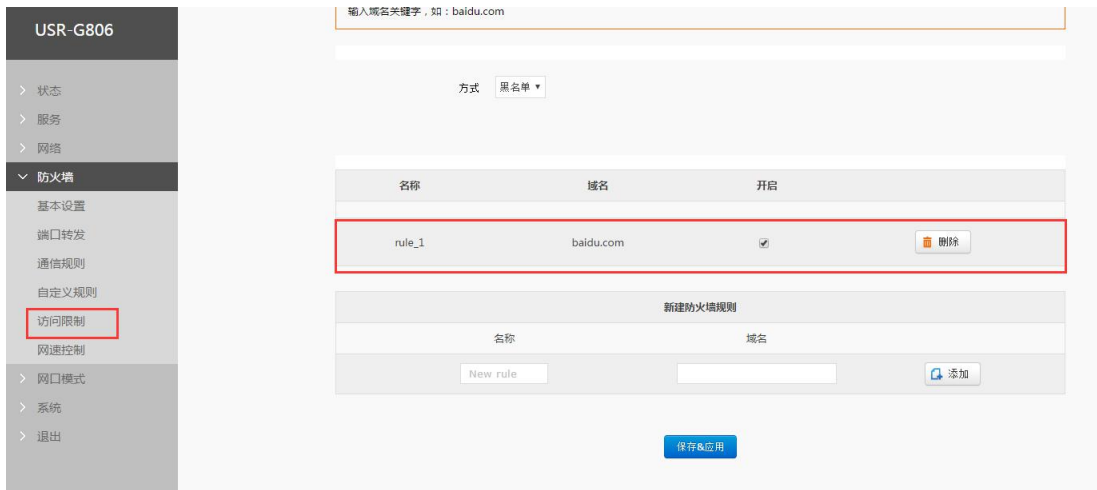 USR-G806
状态
服务
网络
防火墙
基本设置
端口转发
通信规则
自定义规则
访问限制
网速控制
网口模式
系统
退出
输入域名关键字，如：baidu.com
方式 黑名单
名称 域名 开启
rule_1 baidu.com 删除
新建防火墙规则
名称 域名
New rule 添加
保存&应用